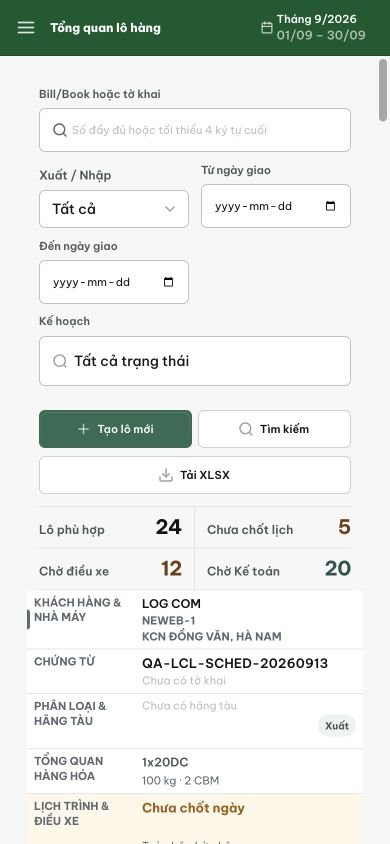 Tổng quan lô hàng
Tháng 9/2026
01/09 – 30/09
Bill/Book hoặc tờ khai
Số đầy đủ hoặc tối thiểu 4 ký tự cuối
Xuất / Nhập
Từ ngày giao
Tất cả
yyyy-mm-dd
Đến ngày giao
yyyy-mm-dd
Kế hoạch
Tất cả trạng thái
Tạo lô mới
Tìm kiếm
Tải XLSX
Lô phù hợp 24
Chưa chốt lịch 5
Chờ điều xe 12
Chờ Kế toán 20
KHÁCH HÀNG &
NHÀ MÁY
LOG COM
NEWEB-1
KCN ĐỒNG VĂN, HÀ NAM
CHỨNG TỪ
QA-LCL-SCHED-20260913
Chưa có tờ khai
PHÂN LOẠI &
HÃNG TÀU
Chưa có hãng tàu
Xuất
TỔNG QUAN
HÀNG HÓA
1x20DC
100 kg · 2 CBM
LỊCH TRÌNH &
ĐIỀU XE
Chưa chốt ngày